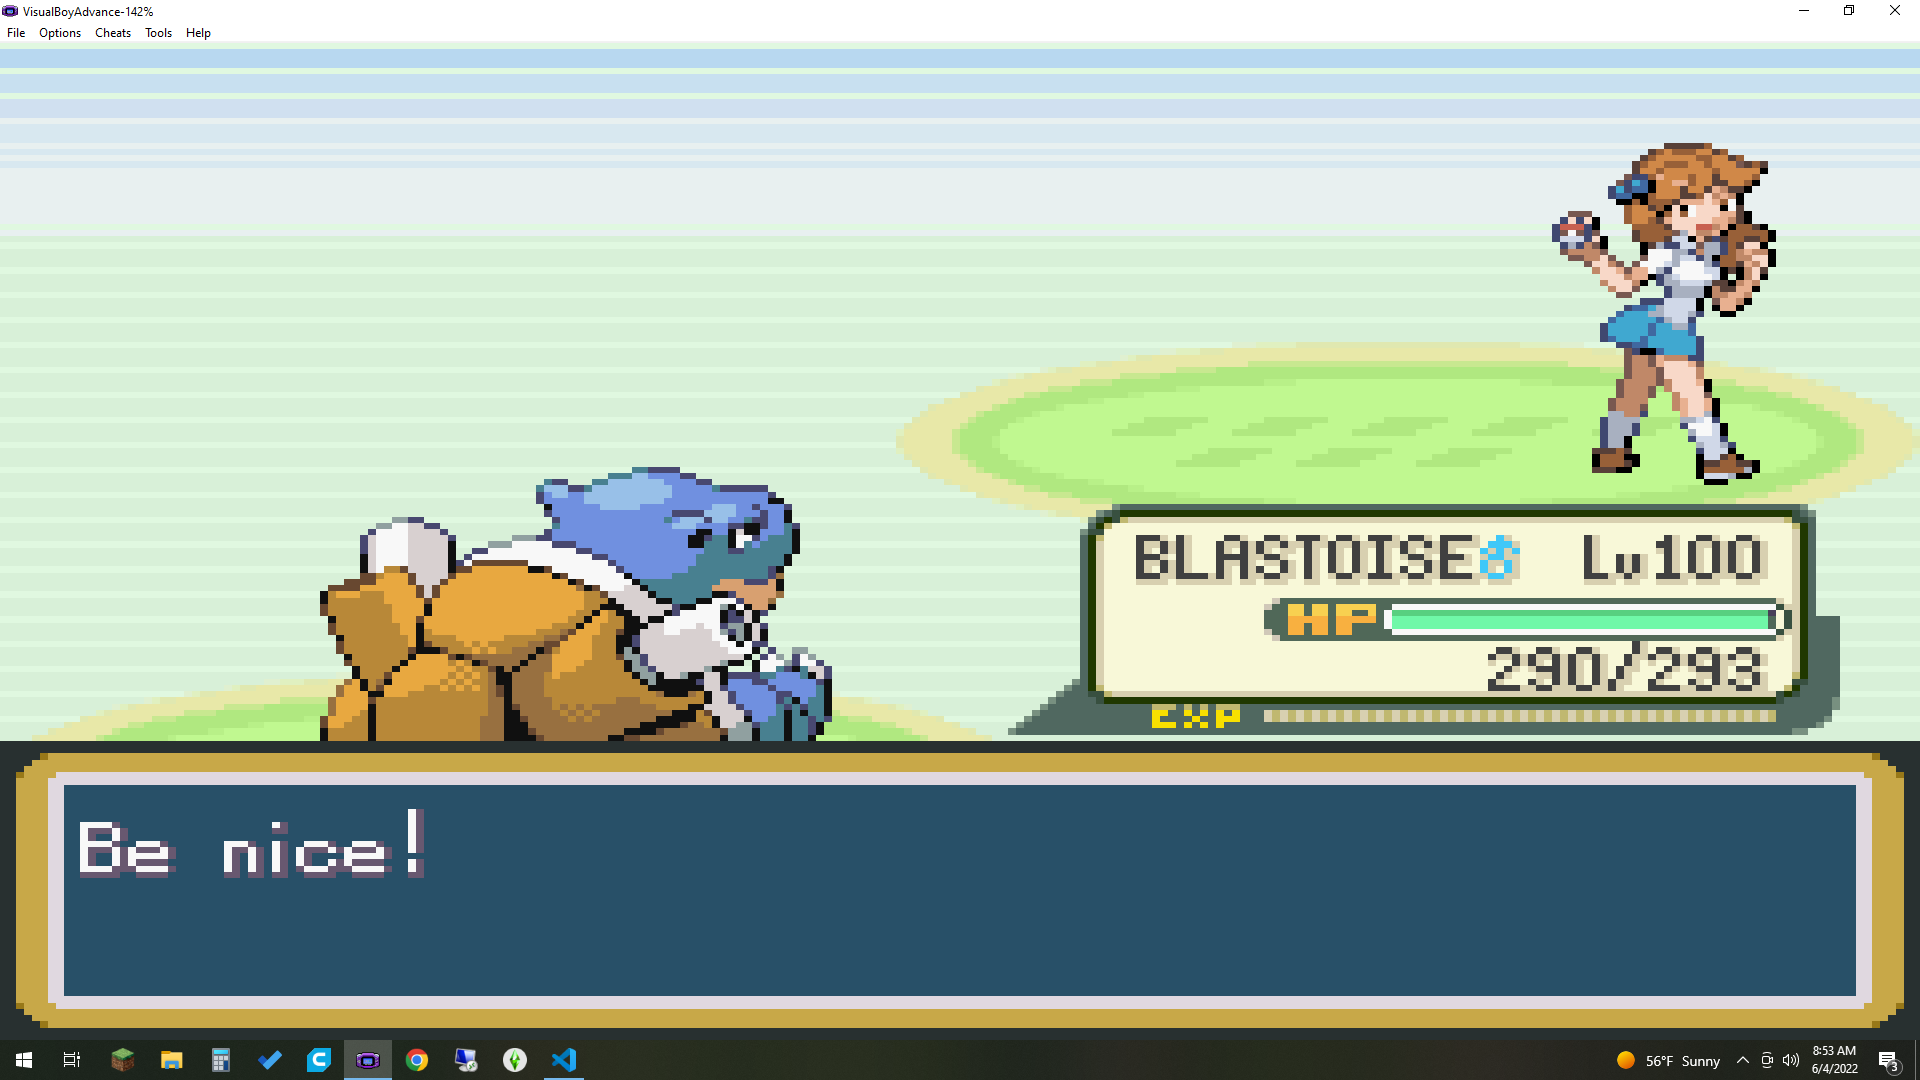 VisualBoyAdvance-142%
File Options Cheats Tools Help
BLASTOISE♂ Lv100
HP
290/293
EXP
Be nice!
56°F Sunny
8:53 AM
6/4/2022
3